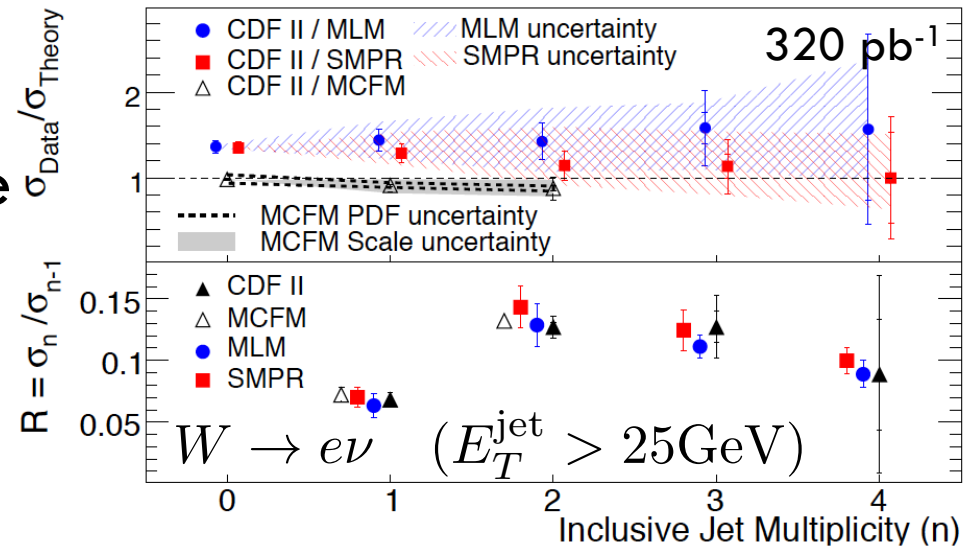 CDF II / MLM
MLM uncertainty
CDF II / SMPR
SMPR uncertainty
CDF II / MCFM
320 pb-1
σData/σTheory
2
1
e
MCFM PDF uncertainty
MCFM Scale uncertainty
CDF II
MCFM
MLM
SMPR
R = σn/σn-1
0.15
0.1
0.05
W → eν (E_T^jet > 25GeV)
0 1 2 3 4
Inclusive Jet Multiplicity (n)